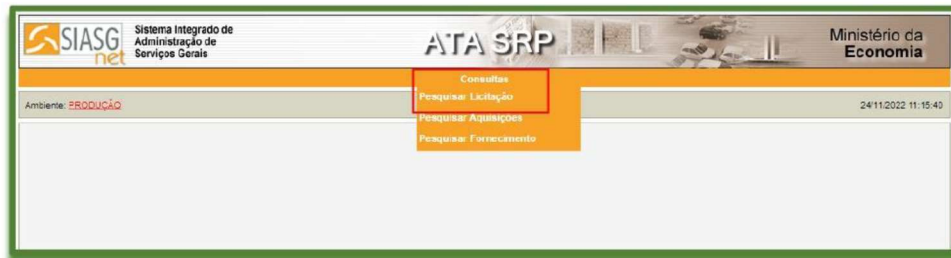 SIASG
net
Sistema Integrado de
Administração de
Serviços Gerais
ATA SRP
Ministério da
Economia
Consultas
Pesquisar Licitação
Ambiente: PRODUÇÃO
24/11/2022 11:15:40
Pesquisar Aquisições
Pesquisar Fornecimento